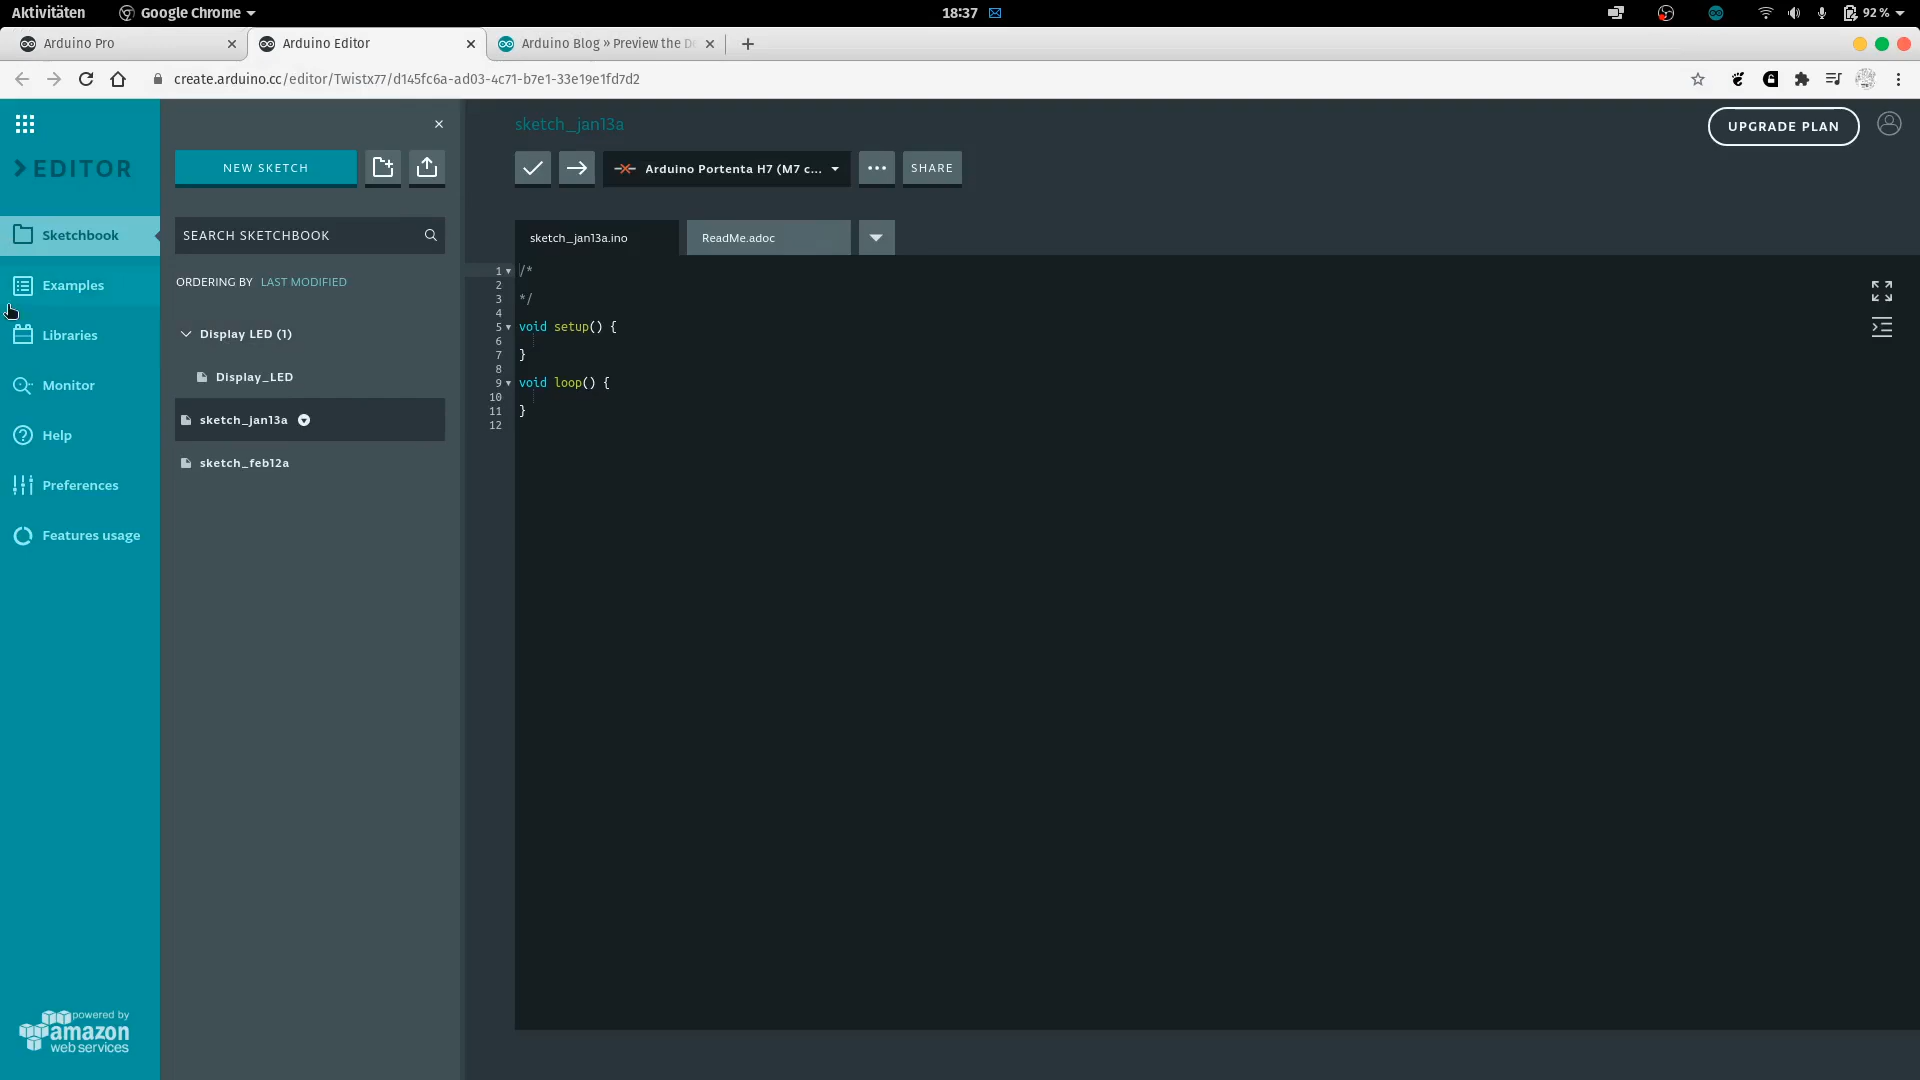 Aktivitäten Google Chrome 18:37 92 %
Arduino Pro Arduino Editor Arduino Blog » Preview the D
create.arduino.cc/editor/Twistx77/d145fc6a-ad03-4c71-b7e1-33e19e1fd7d2
EDITOR
Sketchbook
Examples
Libraries
Monitor
Help
Preferences
Features usage
powered by
amazon
web services
NEW SKETCH
SEARCH SKETCHBOOK
ORDERING BY LAST MODIFIED
Display LED (1)
Display_LED
sketch_jan13a
sketch_feb12a
sketch_jan13a
UPGRADE PLAN
Arduino Portenta H7 (M7 c... SHARE
sketch_jan13a.ino ReadMe.adoc
1 /*
2
3 */
4
5 void setup() {
6
7 }
8
9 void loop() {
10
11 }
12